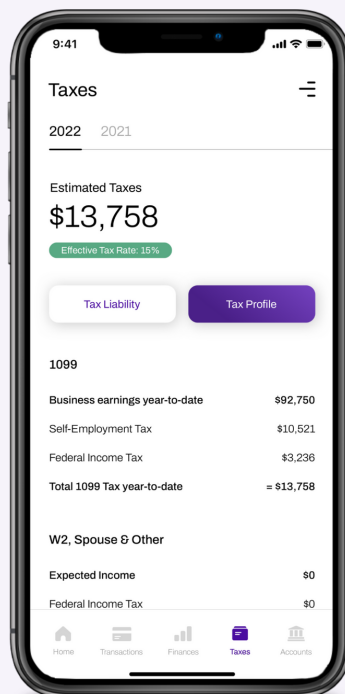 9:41
Taxes
2022 2021
Estimated Taxes
$13,758
Effective Tax Rate: 15%
Tax Liability Tax Profile
1099
Business earnings year-to-date $92,750
Self-Employment Tax $10,521
Federal Income Tax $3,236
Total 1099 Tax year-to-date = $13,758
W2, Spouse & Other
Expected Income $0
Federal Income Tax $0
Home Transactions Finances Taxes Accounts